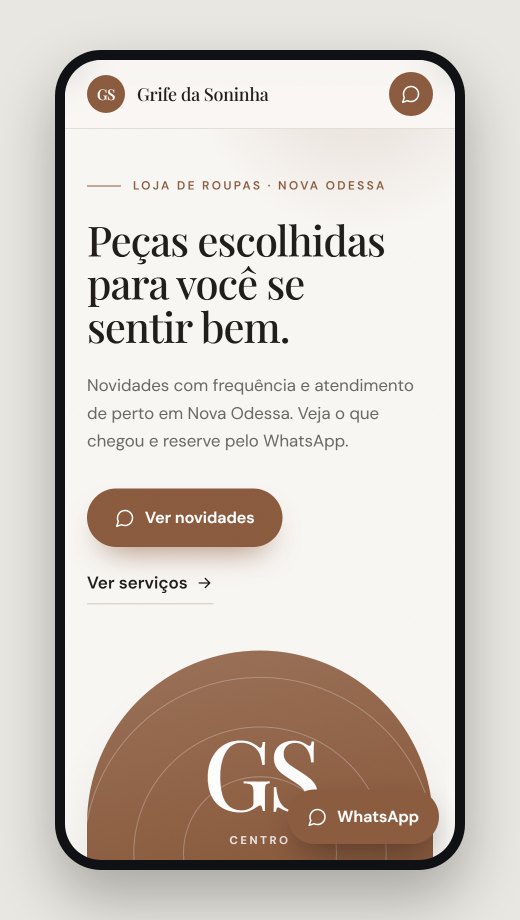 GS Grife da Soninha
LOJA DE ROUPAS · NOVA ODESSA
Peças escolhidas
para você se
sentir bem.
Novidades com frequência e atendimento
de perto em Nova Odessa. Veja o que
chegou e reserve pelo WhatsApp.
Ver novidades
Ver serviços →
GS
WhatsApp
CENTRO